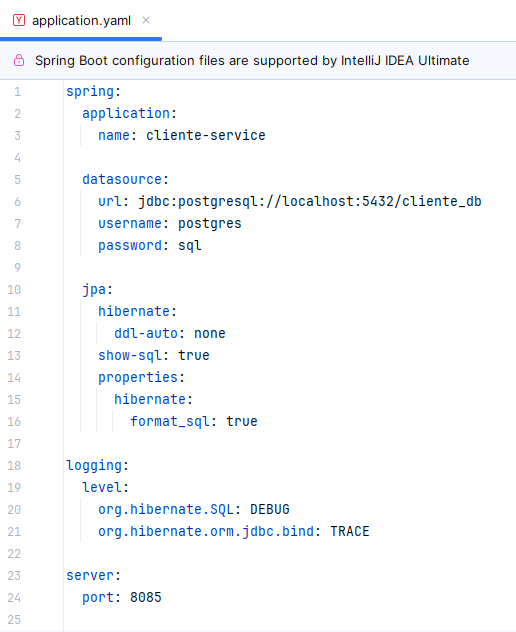 application.yaml
Spring Boot configuration files are supported by IntelliJ IDEA Ultimate
1 spring:
2   application:
3     name: cliente-service
4
5   datasource:
6     url: jdbc:postgresql://localhost:5432/cliente_db
7     username: postgres
8     password: sql
9
10   jpa:
11     hibernate:
12       ddl-auto: none
13     show-sql: true
14     properties:
15       hibernate:
16         format_sql: true
17
18 logging:
19   level:
20     org.hibernate.SQL: DEBUG
21     org.hibernate.orm.jdbc.bind: TRACE
22
23 server:
24   port: 8085
25